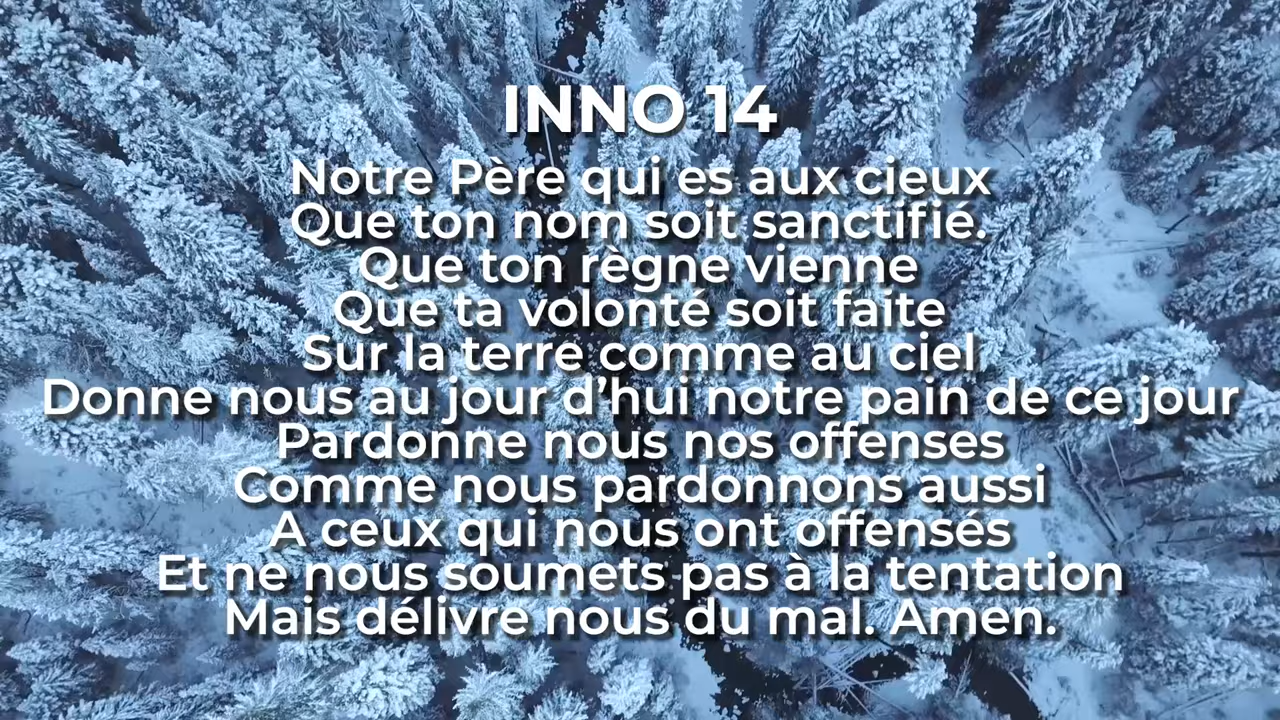 INNO 14
Notre Père qui es aux cieux
Que ton nom soit sanctifié.
Que ton règne vienne
Que ta volonté soit faite
Sur la terre comme au ciel
Donne nous au jour d’hui notre pain de ce jour
Pardonne nous nos offenses
Comme nous pardonnons aussi
A ceux qui nous ont offensés
Et ne nous soumets pas à la tentation
Mais délivre nous du mal. Amen.